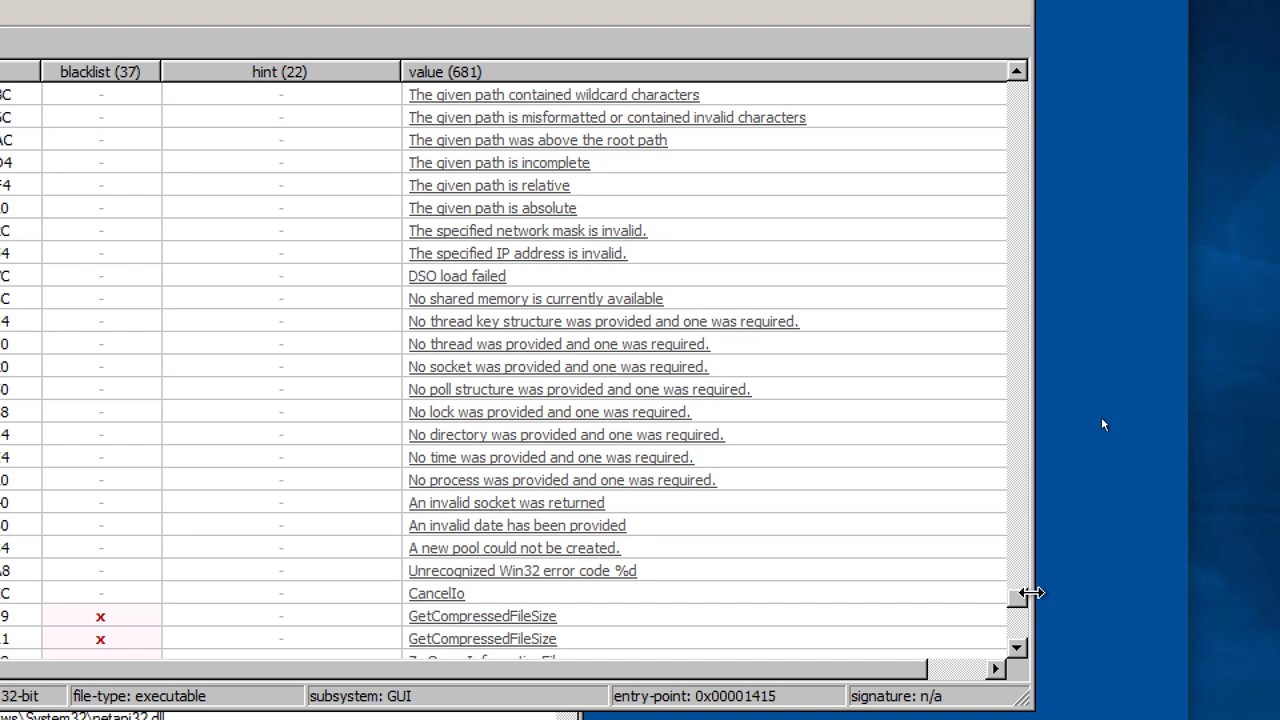 blacklist (37) hint (22) value (681)
- - The given path contained wildcard characters
- - The given path is misformatted or contained invalid characters
- - The given path was above the root path
- - The given path is incomplete
- - The given path is relative
- - The given path is absolute
- - The specified network mask is invalid.
- - The specified IP address is invalid.
- - DSO load failed
- - No shared memory is currently available
- - No thread key structure was provided and one was required.
- - No thread was provided and one was required.
- - No socket was provided and one was required.
- - No poll structure was provided and one was required.
- - No lock was provided and one was required.
- - No directory was provided and one was required.
- - No time was provided and one was required.
- - No process was provided and one was required.
- - An invalid socket was returned
- - An invalid date has been provided
- - A new pool could not be created.
- - Unrecognized Win32 error code %d
- - CancelIo
x - GetCompressedFileSize
x - GetCompressedFileSize
32-bit file-type: executable subsystem: GUI entry-point: 0x00001415 signature: n/a
ws\System32\netapi32.dll